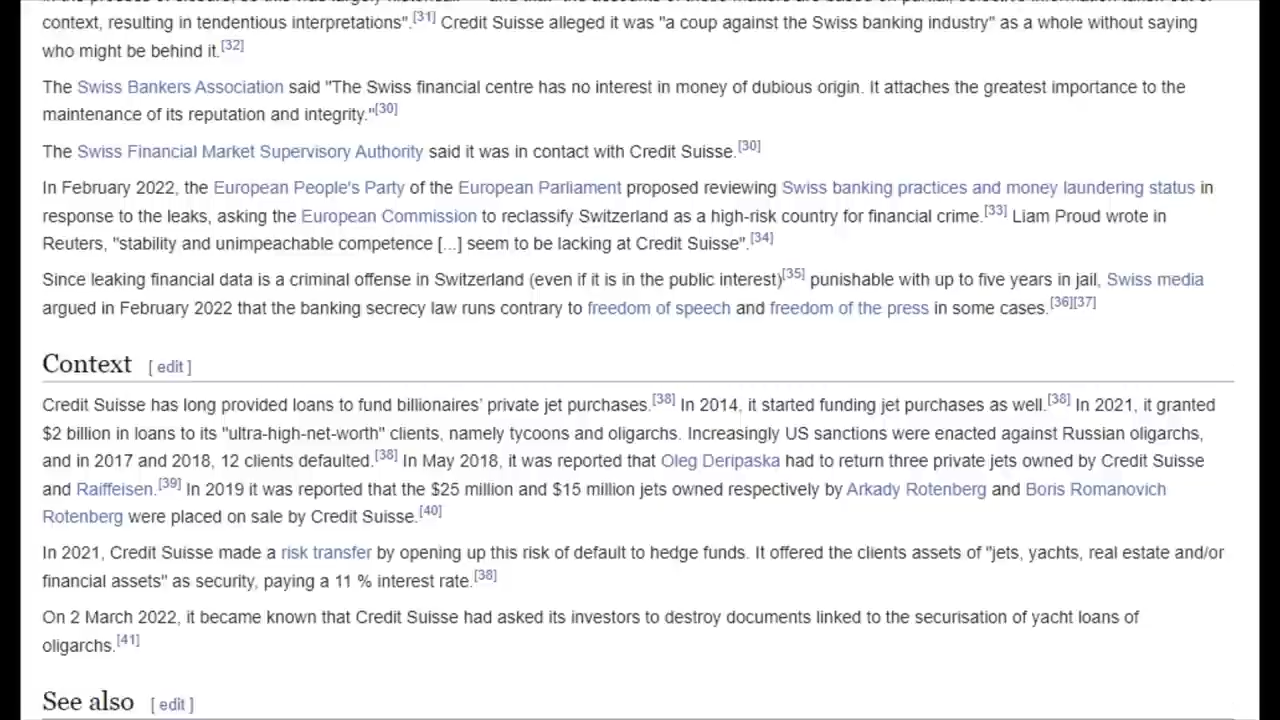 context, resulting in tendentious interpretations".[31] Credit Suisse alleged it was "a coup against the Swiss banking industry" as a whole without saying
who might be behind it.[32]
The Swiss Bankers Association said "The Swiss financial centre has no interest in money of dubious origin. It attaches the greatest importance to the
maintenance of its reputation and integrity."[30]
The Swiss Financial Market Supervisory Authority said it was in contact with Credit Suisse.[30]
In February 2022, the European People's Party of the European Parliament proposed reviewing Swiss banking practices and money laundering status in
response to the leaks, asking the European Commission to reclassify Switzerland as a high-risk country for financial crime.[33] Liam Proud wrote in
Reuters, "stability and unimpeachable competence [...] seem to be lacking at Credit Suisse".[34]
Since leaking financial data is a criminal offense in Switzerland (even if it is in the public interest)[35] punishable with up to five years in jail, Swiss media
argued in February 2022 that the banking secrecy law runs contrary to freedom of speech and freedom of the press in some cases.[36][37]
Context [ edit ]
Credit Suisse has long provided loans to fund billionaires' private jet purchases.[38] In 2014, it started funding jet purchases as well.[38] In 2021, it granted
$2 billion in loans to its "ultra-high-net-worth" clients, namely tycoons and oligarchs. Increasingly US sanctions were enacted against Russian oligarchs,
and in 2017 and 2018, 12 clients defaulted.[38] In May 2018, it was reported that Oleg Deripaska had to return three private jets owned by Credit Suisse
and Raiffeisen.[39] In 2019 it was reported that the $25 million and $15 million jets owned respectively by Arkady Rotenberg and Boris Romanovich
Rotenberg were placed on sale by Credit Suisse.[40]
In 2021, Credit Suisse made a risk transfer by opening up this risk of default to hedge funds. It offered the clients assets of "jets, yachts, real estate and/or
financial assets" as security, paying a 11 % interest rate.[38]
On 2 March 2022, it became known that Credit Suisse had asked its investors to destroy documents linked to the securisation of yacht loans of
oligarchs.[41]
See also [ edit ]